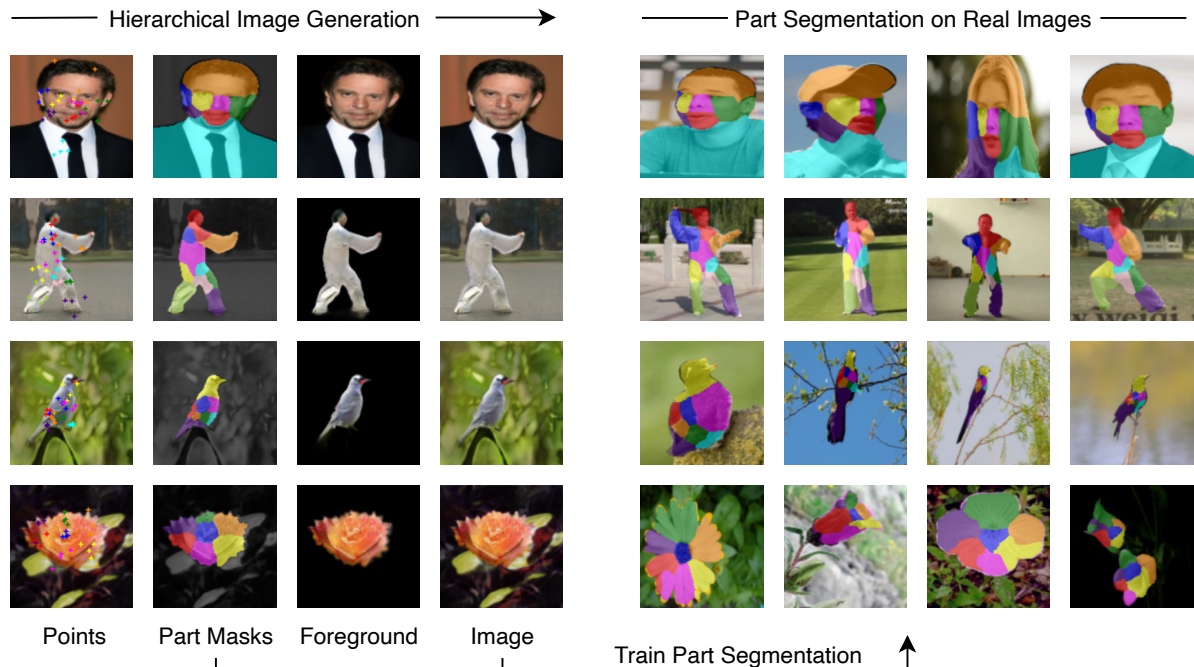 Hierarchical Image Generation
Part Segmentation on Real Images
Points
Part Masks
Foreground
Image
Train Part Segmentation